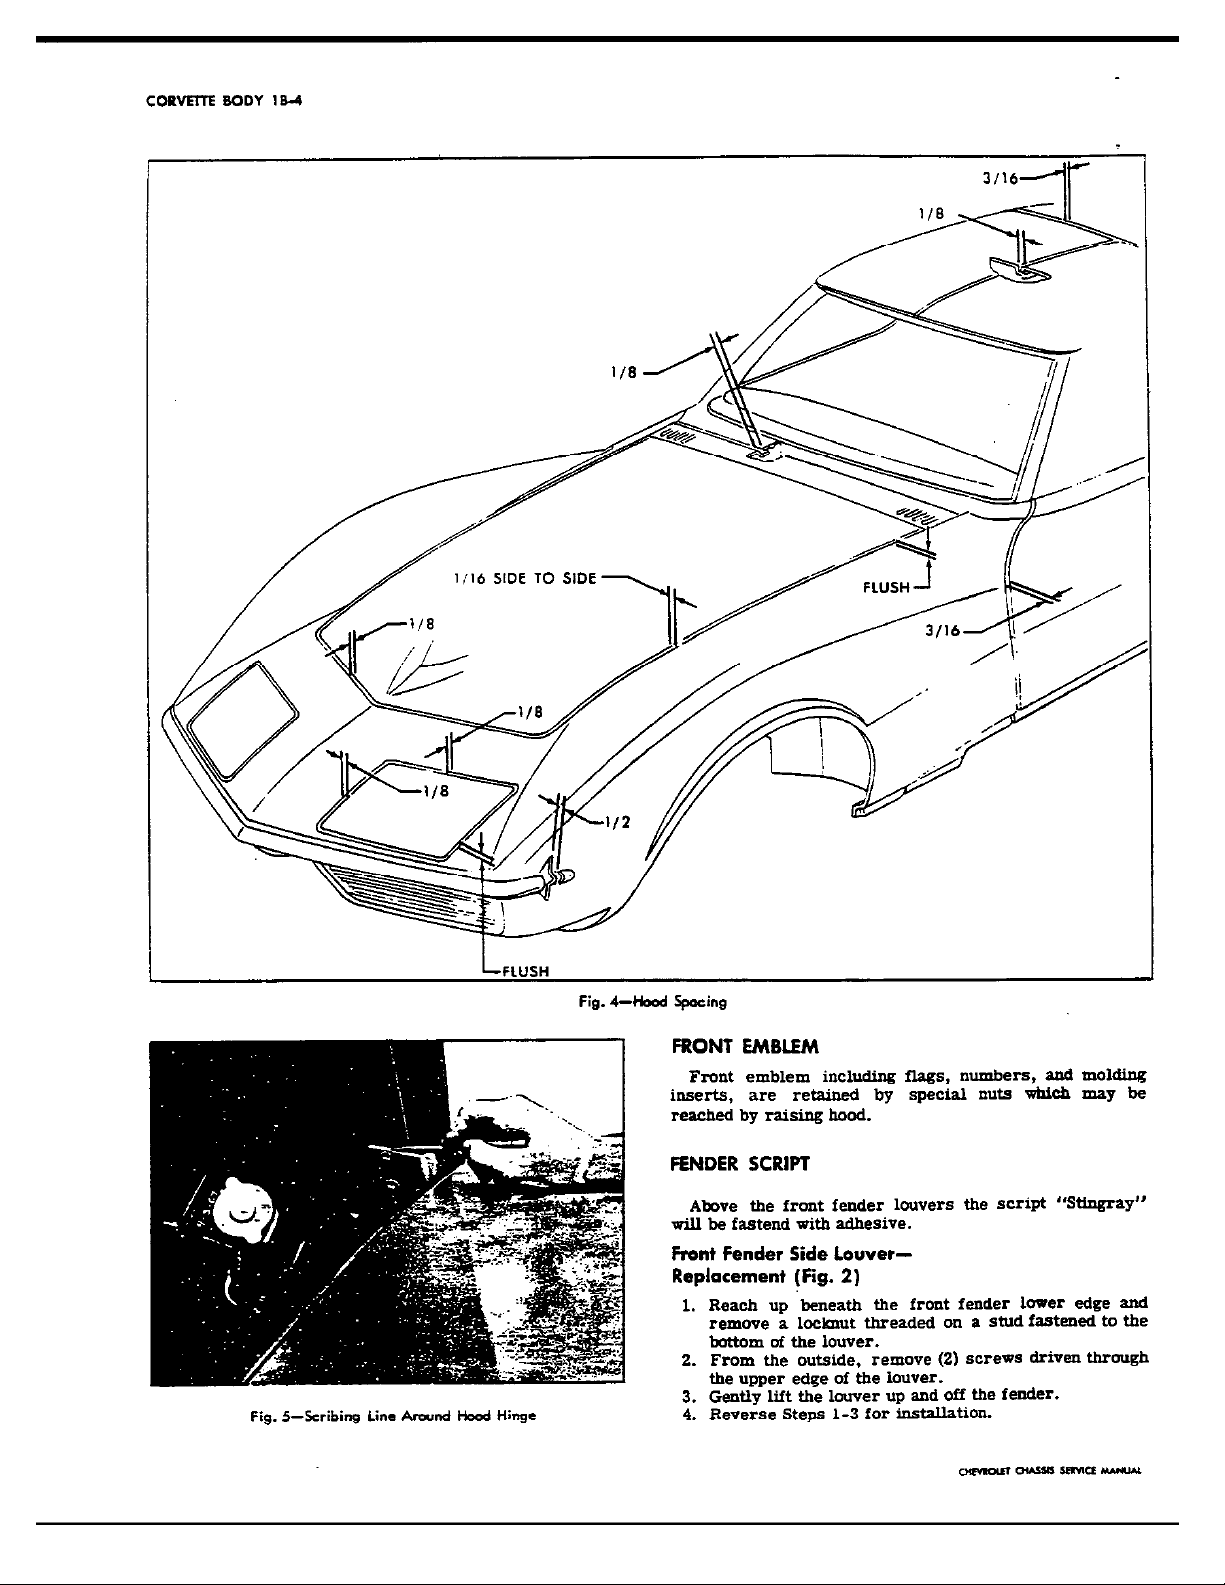 CORVETTE BODY 1B-4
3/16
1/8
1/8
1/16 SIDE TO SIDE
FLUSH
1/8
3/16
1/8
1/8
1/2
FLUSH
Fig. 4—Hood Spacing
Fig. 5—Scribing Line Around Hood Hinge
FRONT EMBLEM
Front emblem including flags, numbers, and molding
inserts, are retained by special nuts which may be
reached by raising hood.
FENDER SCRIPT
Above the front fender louvers the script "Stingray"
will be fastend with adhesive.
Front Fender Side Louver—
Replacement (Fig. 2)
1. Reach up beneath the front fender lower edge and
remove a locknut threaded on a stud fastened to the
bottom of the louver.
2. From the outside, remove (2) screws driven through
the upper edge of the louver.
3. Gently lift the louver up and off the fender.
4. Reverse Steps 1-3 for installation.
CHEVROLET CHASSIS SERVICE MANUAL